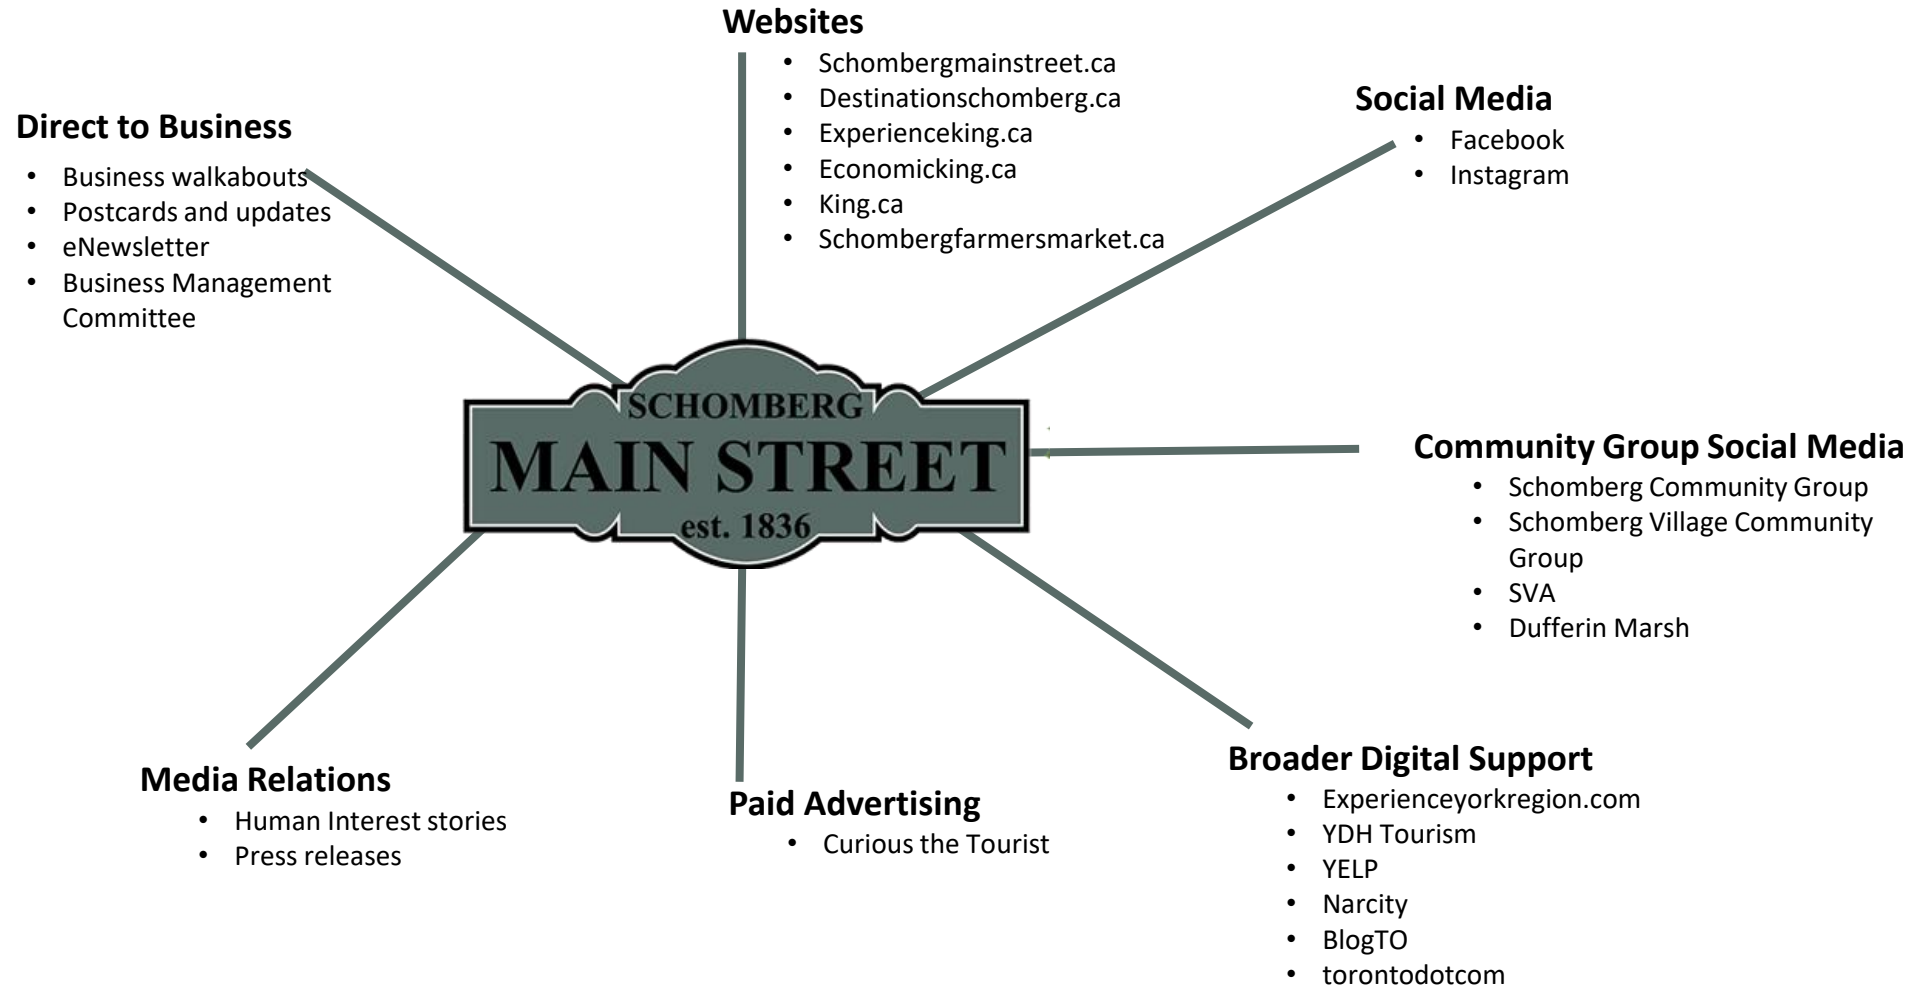 Websites
• Schombergmainstreet.ca
• Destinationschomberg.ca
• Experienceking.ca
• Economicking.ca
• King.ca
• Schombergfarmersmarket.ca
Social Media
• Facebook
• Instagram
Direct to Business
• Business walkabouts
• Postcards and updates
• eNewsletter
• Business Management
Committee
SCHOMBERG
MAIN STREET
est. 1836
Community Group Social Media
• Schomberg Community Group
• Schomberg Village Community
Group
• SVA
• Dufferin Marsh
Media Relations
• Human Interest stories
• Press releases
Paid Advertising
• Curious the Tourist
Broader Digital Support
• Experienceyorkregion.com
• YDH Tourism
• YELP
• Narcity
• BlogTO
• torontodotcom